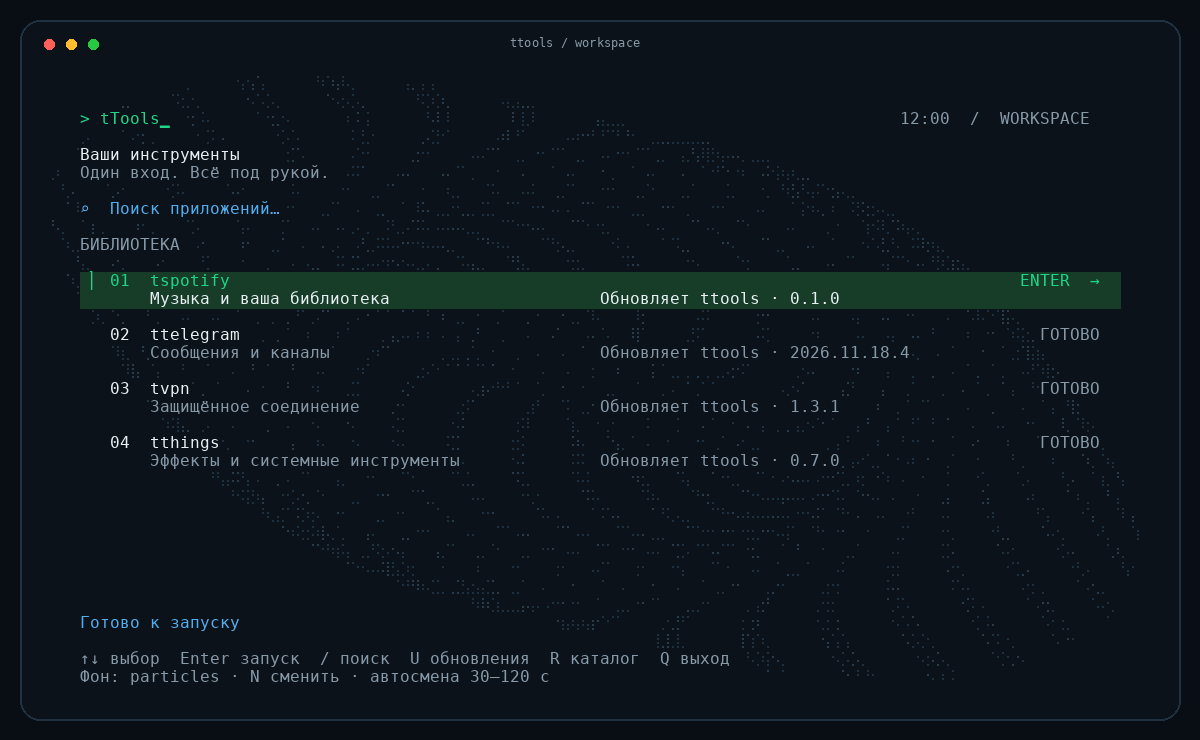 ttools / workspace
> tTools_ 12:00 / WORKSPACE
Ваши инструменты
Один вход. Всё под рукой.
⌕ Поиск приложений…
БИБЛИОТЕКА
01 tspotify ENTER →
Музыка и ваша библиотека Обновляет ttools · 0.1.0
02 ttelegram ГОТОВО
Сообщения и каналы Обновляет ttools · 2026.11.18.4
03 tvpn ГОТОВО
Защищённое соединение Обновляет ttools · 1.3.1
04 tthings ГОТОВО
Эффекты и системные инструменты Обновляет ttools · 0.7.0
Готово к запуску
↑↓ выбор Enter запуск / поиск U обновления R каталог Q выход
Фон: particles · N сменить · автосмена 30–120 с